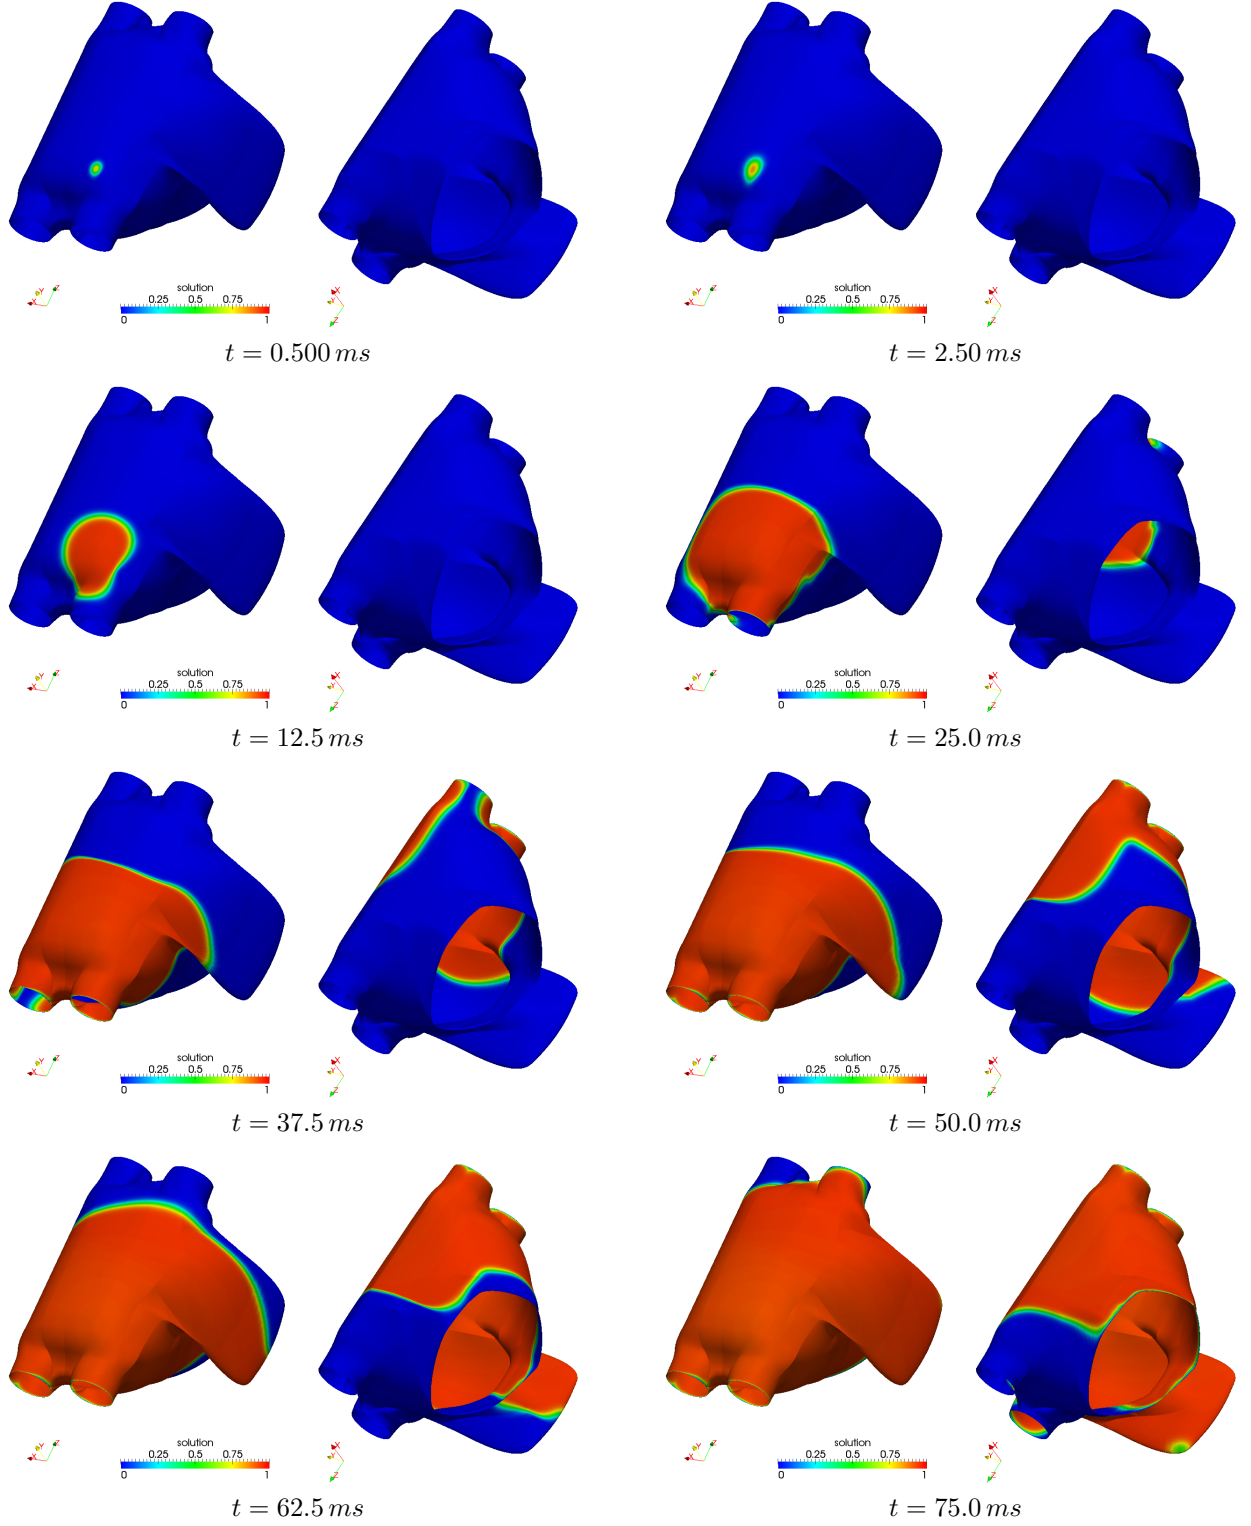 solution
0.25 0.5 0.75
0 1
X Y Z
X Y Z
t = 0.500 ms
solution
0.25 0.5 0.75
0 1
X Y Z
X Y Z
t = 2.50 ms
solution
0.25 0.5 0.75
0 1
X Y Z
X Y Z
t = 12.5 ms
solution
0.25 0.5 0.75
0 1
X Y Z
X Y Z
t = 25.0 ms
solution
0.25 0.5 0.75
0 1
X Y Z
X Y Z
t = 37.5 ms
solution
0.25 0.5 0.75
0 1
X Y Z
X Y Z
t = 50.0 ms
solution
0.25 0.5 0.75
0 1
X Y Z
X Y Z
t = 62.5 ms
solution
0.25 0.5 0.75
0 1
X Y Z
X Y Z
t = 75.0 ms